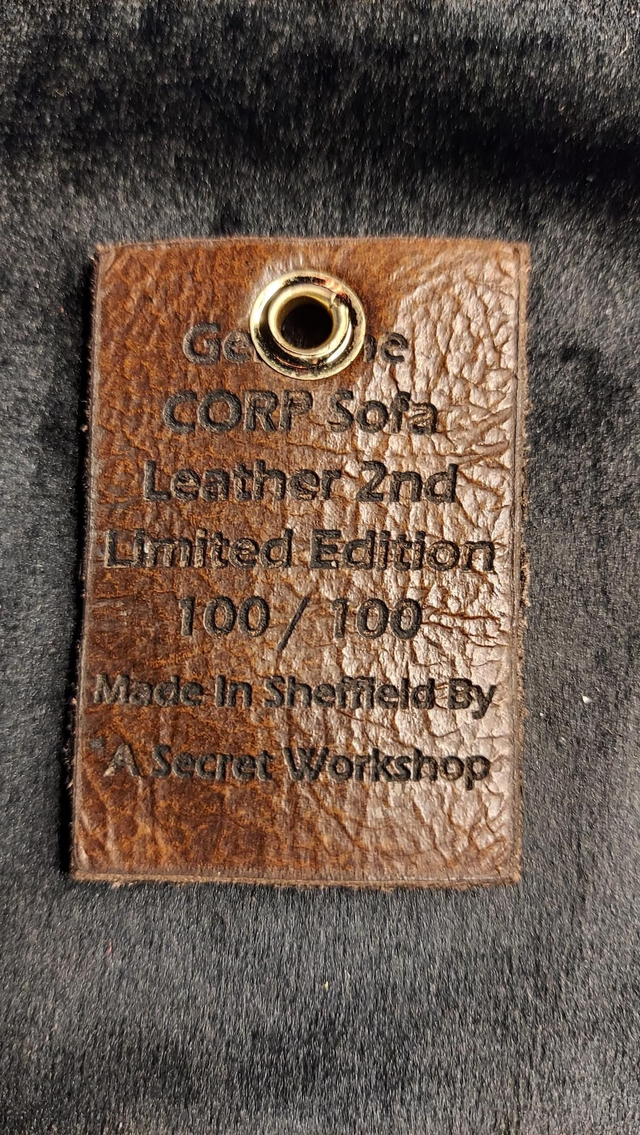 CORP Sofa
Leather 2nd
Limited Edition
100 / 100
Made In Sheffield By
A Secret Workshop